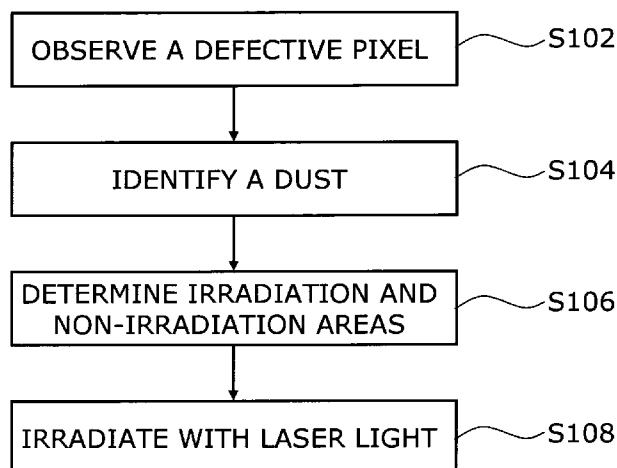 OBSERVE A DEFECTIVE PIXEL
S102
IDENTIFY A DUST
S104
DETERMINE IRRADIATION AND
NON-IRRADIATION AREAS
S106
IRRADIATE WITH LASER LIGHT
S108